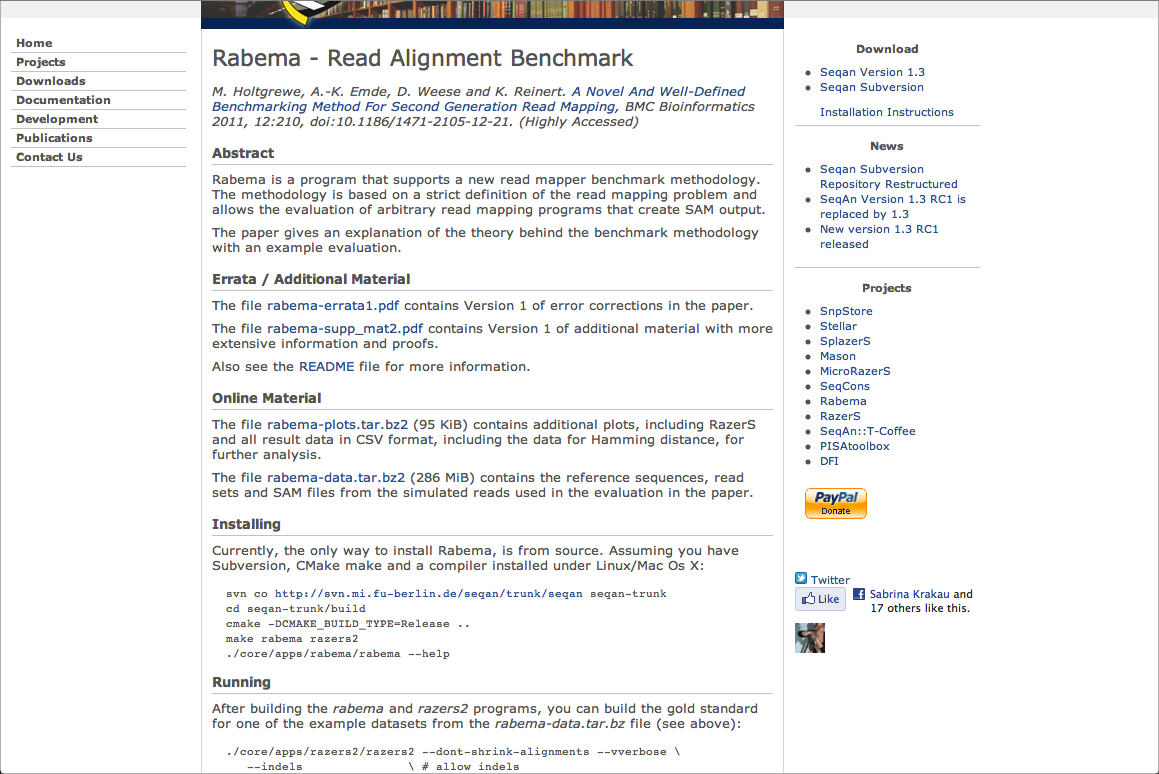 Home
Projects
Downloads
Documentation
Development
Publications
Contact Us
Rabema - Read Alignment Benchmark
M. Holtgrewe, A.-K. Emde, D. Weese and K. Reinert. A Novel And Well-Defined
Benchmarking Method For Second Generation Read Mapping, BMC Bioinformatics
2011, 12:210, doi:10.1186/1471-2105-12-21. (Highly Accessed)
Abstract
Rabema is a program that supports a new read mapper benchmark methodology.
The methodology is based on a strict definition of the read mapping problem and
allows the evaluation of arbitrary read mapping programs that create SAM output.
The paper gives an explanation of the theory behind the benchmark methodology
with an example evaluation.
Errata / Additional Material
The file rabema-errata1.pdf contains Version 1 of error corrections in the paper.
The file rabema-supp_mat2.pdf contains Version 1 of additional material with more
extensive information and proofs.
Also see the README file for more information.
Online Material
The file rabema-plots.tar.bz2 (95 KiB) contains additional plots, including RazerS
and all result data in CSV format, including the data for Hamming distance, for
further analysis.
The file rabema-data.tar.bz2 (286 MiB) contains the reference sequences, read
sets and SAM files from the simulated reads used in the evaluation in the paper.
Installing
Currently, the only way to install Rabema, is from source. Assuming you have
Subversion, CMake make and a compiler installed under Linux/Mac Os X:
svn co http://svn.mi.fu-berlin.de/seqan/trunk/seqan seqan-trunk
cd seqan-trunk/build
cmake -DCMAKE_BUILD_TYPE=Release ..
make rabema razers2
./core/apps/rabema/rabema --help
Running
After building the rabema and razers2 programs, you can build the gold standard
for one of the example datasets from the rabema-data.tar.bz file (see above):
./core/apps/razers2/razers2 --dont-shrink-alignments --vverbose \
--indels \ # allow indels
Download
Seqan Version 1.3
Seqan Subversion
Installation Instructions
News
Seqan Subversion
Repository Restructured
SeqAn Version 1.3 RC1 is
replaced by 1.3
New version 1.3 RC1
released
Projects
SnpStore
Stellar
SplazerS
Mason
MicroRazerS
SeqCons
Rabema
RazerS
SeqAn::T-Coffee
PISAtoolbox
DFI
PayPal
Donate
Twitter
Like
Sabrina Krakau and
17 others like this.